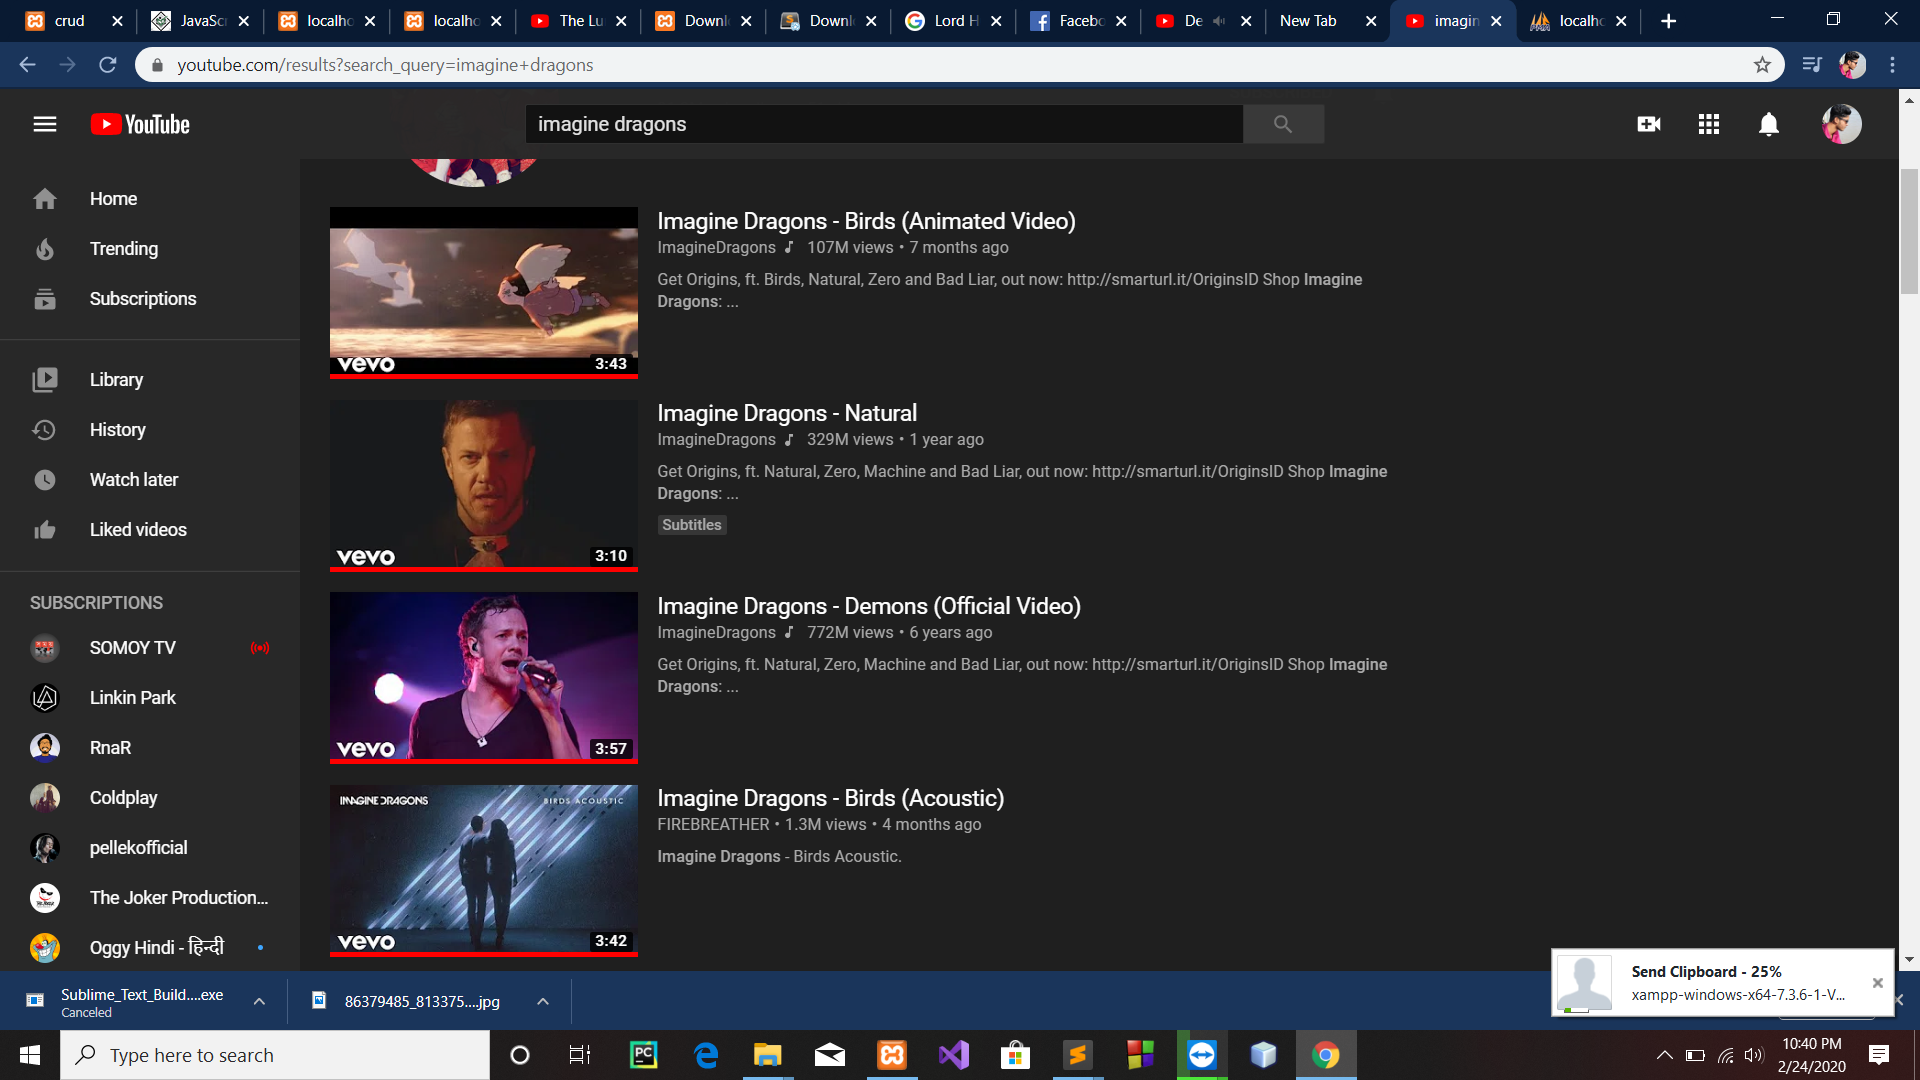 crud
JavaScr
localho
localho
The Lu
Downl
Downl
Lord H
Facebo
De
New Tab
imagin
localho
youtube.com/results?search_query=imagine+dragons
YouTube
imagine dragons
Home
Trending
Subscriptions
Library
History
Watch later
Liked videos
SUBSCRIPTIONS
SOMOY TV
Linkin Park
RnaR
Coldplay
pellekofficial
The Joker Production...
Oggy Hindi - हिन्दी
vevo
3:43
Imagine Dragons - Birds (Animated Video)
ImagineDragons 107M views • 7 months ago
Get Origins, ft. Birds, Natural, Zero and Bad Liar, out now: http://smarturl.it/OriginsID Shop Imagine
Dragons: ...
vevo
3:10
Imagine Dragons - Natural
ImagineDragons 329M views • 1 year ago
Get Origins, ft. Natural, Zero, Machine and Bad Liar, out now: http://smarturl.it/OriginsID Shop Imagine
Dragons: ...
Subtitles
vevo
3:57
Imagine Dragons - Demons (Official Video)
ImagineDragons 772M views • 6 years ago
Get Origins, ft. Natural, Zero, Machine and Bad Liar, out now: http://smarturl.it/OriginsID Shop Imagine
Dragons: ...
IMAGINE DRAGONS
BIRDS ACOUSTIC
vevo
3:42
Imagine Dragons - Birds (Acoustic)
FIREBREATHER • 1.3M views • 4 months ago
Imagine Dragons - Birds Acoustic.
Send Clipboard - 25%
xampp-windows-x64-7.3.6-1-V...
Sublime_Text_Build....exe
Canceled
86379485_813375....jpg
Type here to search
PC
10:40 PM
2/24/2020